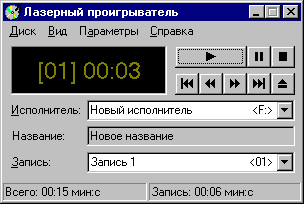 Лазерный проигрыватель
Диск Вид Параметры Справка
[01] 00:03
Исполнитель: Новый исполнитель <F:>
Название: Новое название
Запись: Запись 1 <01>
Всего: 00:15 мин:с Запись: 00:06 мин:с